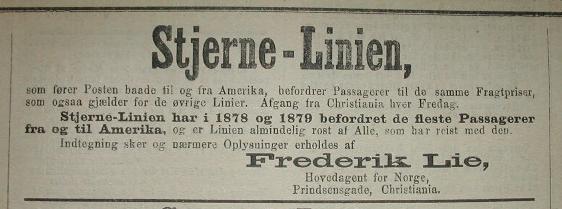 Stjerne-Linien,
som fører Posten baade til og fra Amerika, befordrer Passagerer til de samme Fragtpriser,
som ogsaa gjælder for de øvrige Linier. Afgang fra Christiania hver Fredag.
Stjerne-Linien har i 1878 og 1879 befordret de fleste Passagerer
fra og til Amerika, og er Linien almindelig rost af Alle, som har reist med den.
Indtegning sker og nærmere Oplysninger erholdes af
Frederik Lie,
Hovedagent for Norge,
Prindsensgade, Christiania.